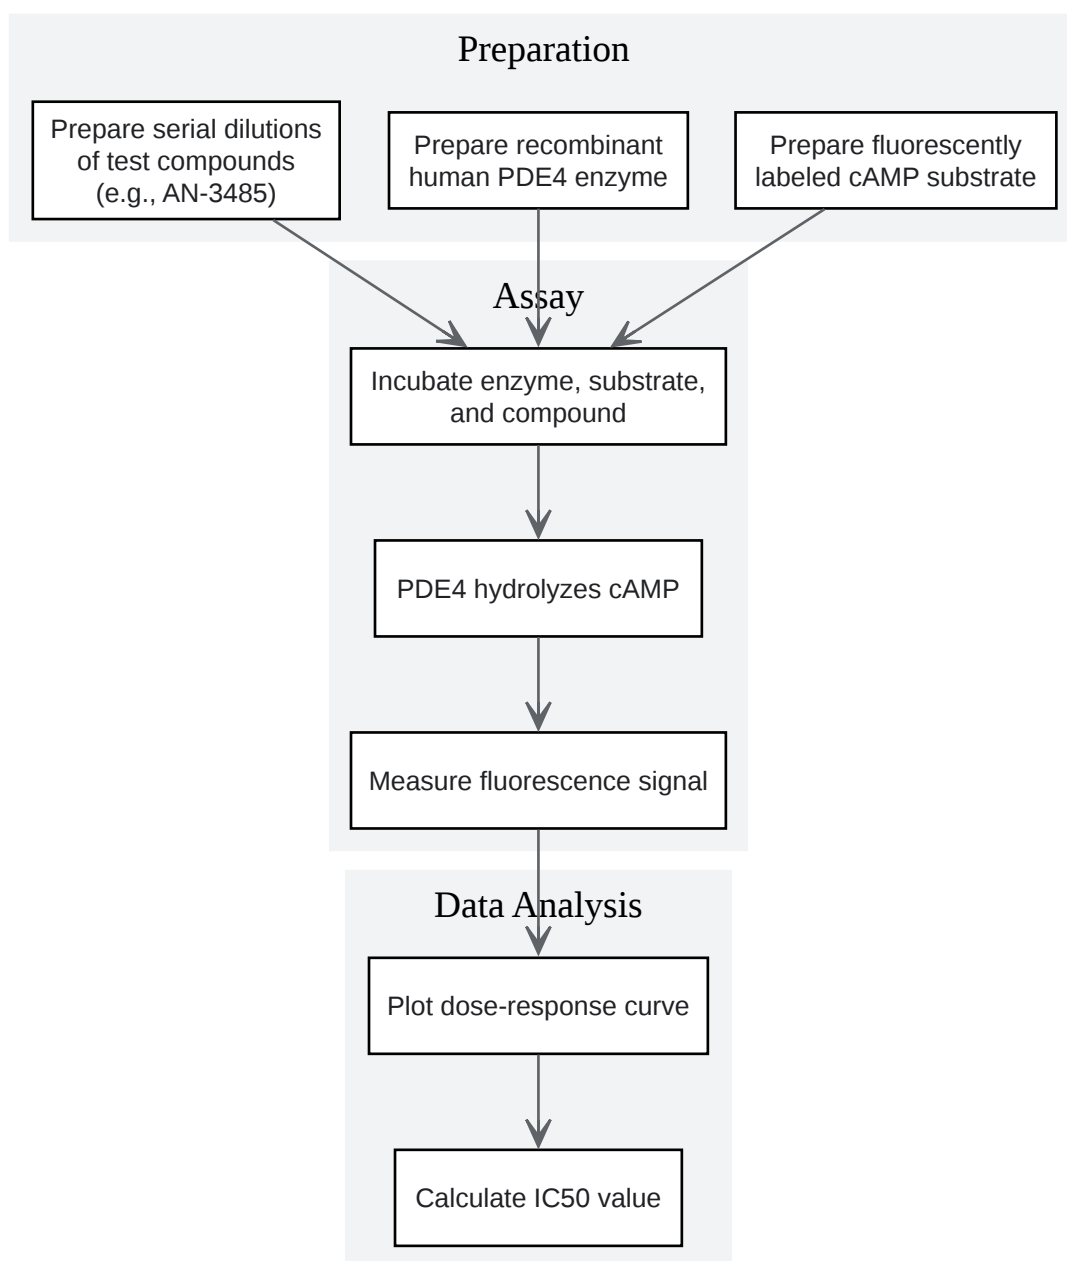 Preparation
Prepare serial dilutions
of test compounds
(e.g., AN-3485)
Prepare recombinant
human PDE4 enzyme
Prepare fluorescently
labeled cAMP substrate
Assay
Incubate enzyme, substrate,
and compound
PDE4 hydrolyzes cAMP
Measure fluorescence signal
Data Analysis
Plot dose-response curve
Calculate IC50 value